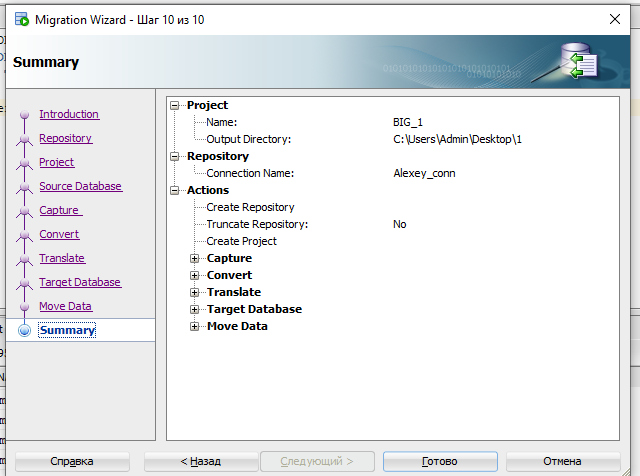 Migration Wizard - Шаг 10 из 10
Summary
Introduction
Repository
Project
Source Database
Capture
Convert
Translate
Target Database
Move Data
Summary
Project
Name: BIG_1
Output Directory: C:\Users\Admin\Desktop\1
Repository
Connection Name: Alexey_conn
Actions
Create Repository
Truncate Repository: No
Create Project
Capture
Convert
Translate
Target Database
Move Data
Справка
< Назад
Следующий >
Готово
Отмена